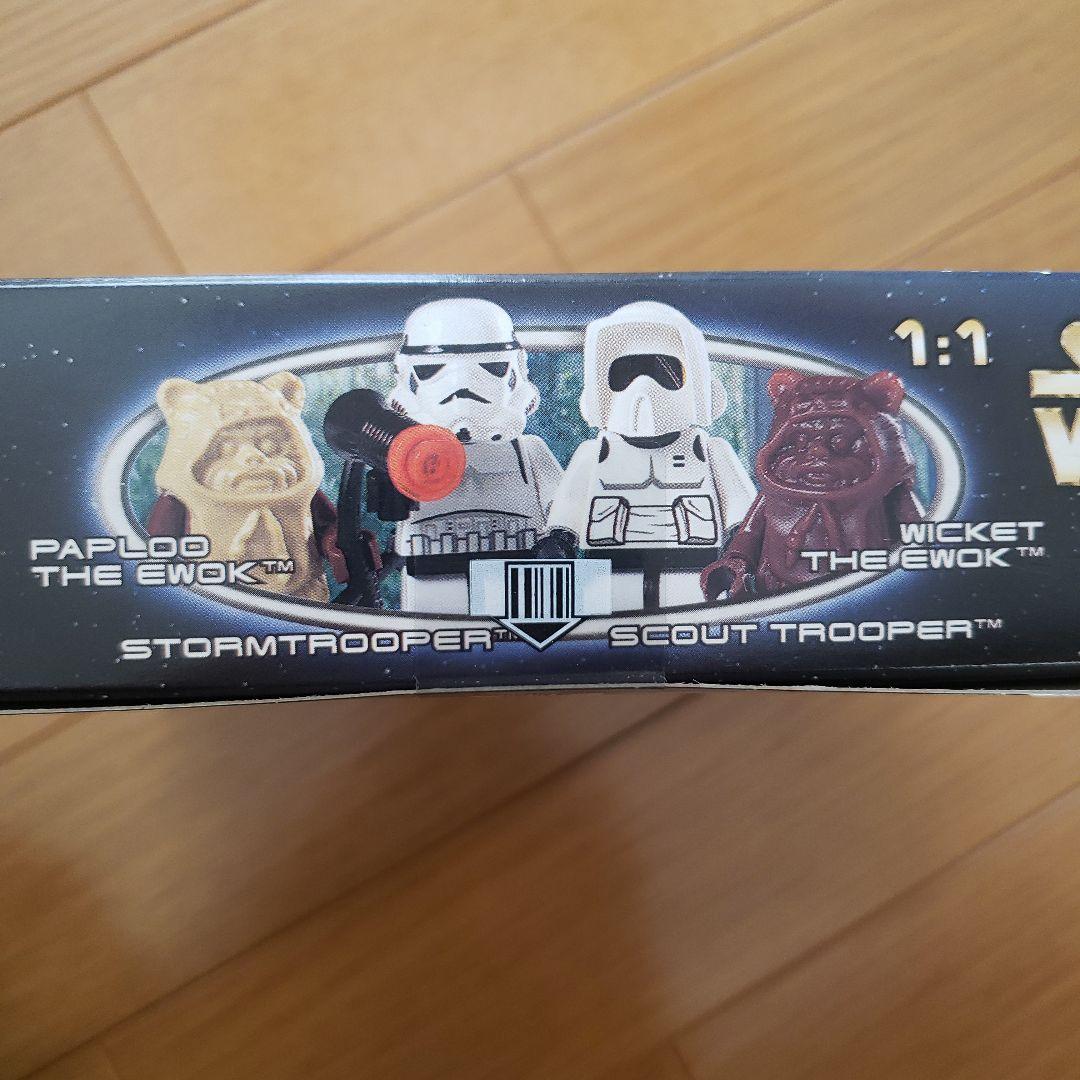 1:1
PAPLOO
THE EWOK™
WICKET
THE EWOK™
STORMTROOPER™
SCOUT TROOPER™